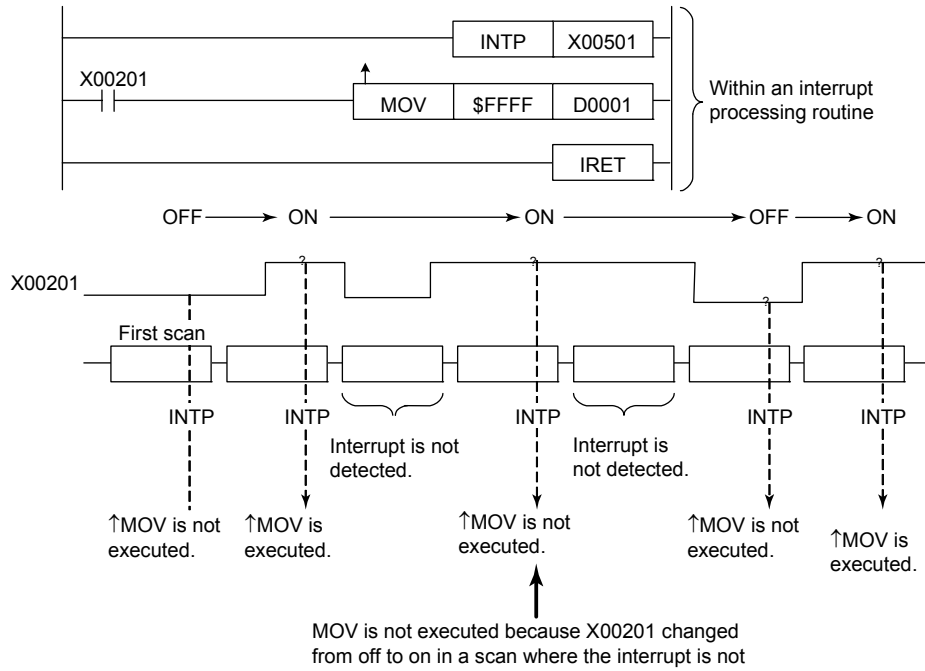 INTP X00501
X00201
MOV $FFFF D0001
Within an interrupt
processing routine
IRET
OFF ON ON OFF ON
? ? ? ?
X00201
First scan
INTP INTP INTP INTP INTP
Interrupt is not
detected.
Interrupt is
not detected.
↑MOV is not
executed.
↑MOV is
executed.
↑MOV is not
executed.
↑MOV is not
executed.
↑MOV is
executed.
MOV is not executed because X00201 changed
from off to on in a scan where the interrupt is not